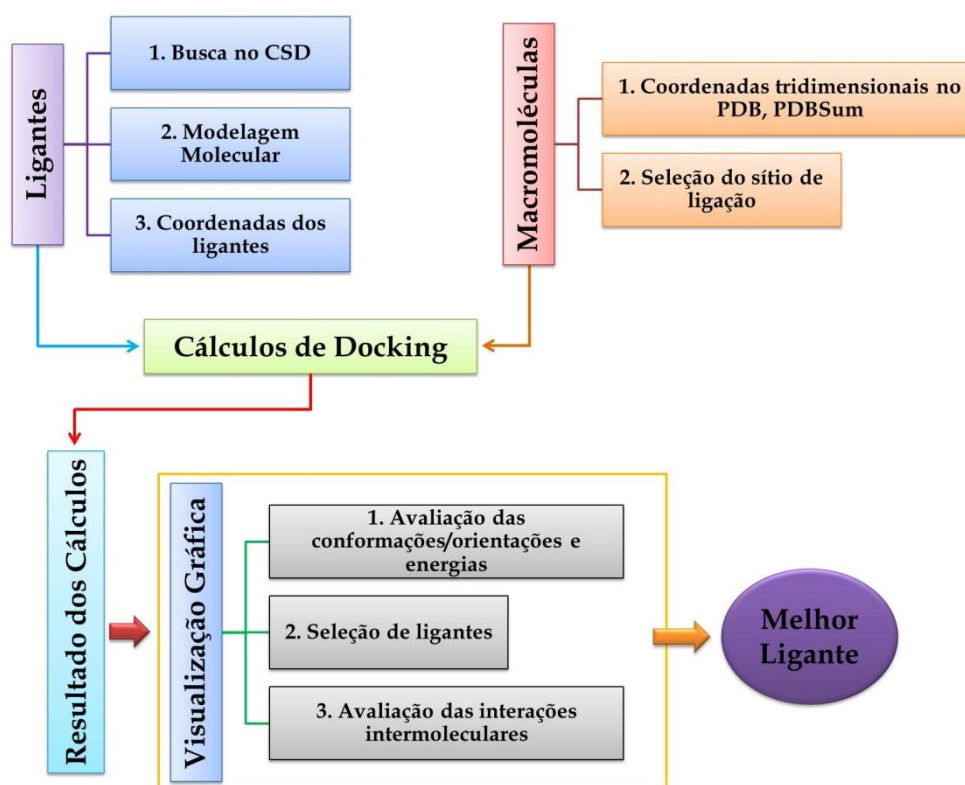 Ligantes
1. Busca no CSD
2. Modelagem
Molecular
3. Coordenadas dos
ligantes
Macromoléculas
1. Coordenadas tridimensionais no
PDB, PDBSum
2. Seleção do sítio de
ligação
Cálculos de Docking
Resultado dos Cálculos
Visualização Gráfica
1. Avaliação das
conformações/orientações e
energias
2. Seleção de ligantes
3. Avaliação das interações
intermoleculares
Melhor
Ligante